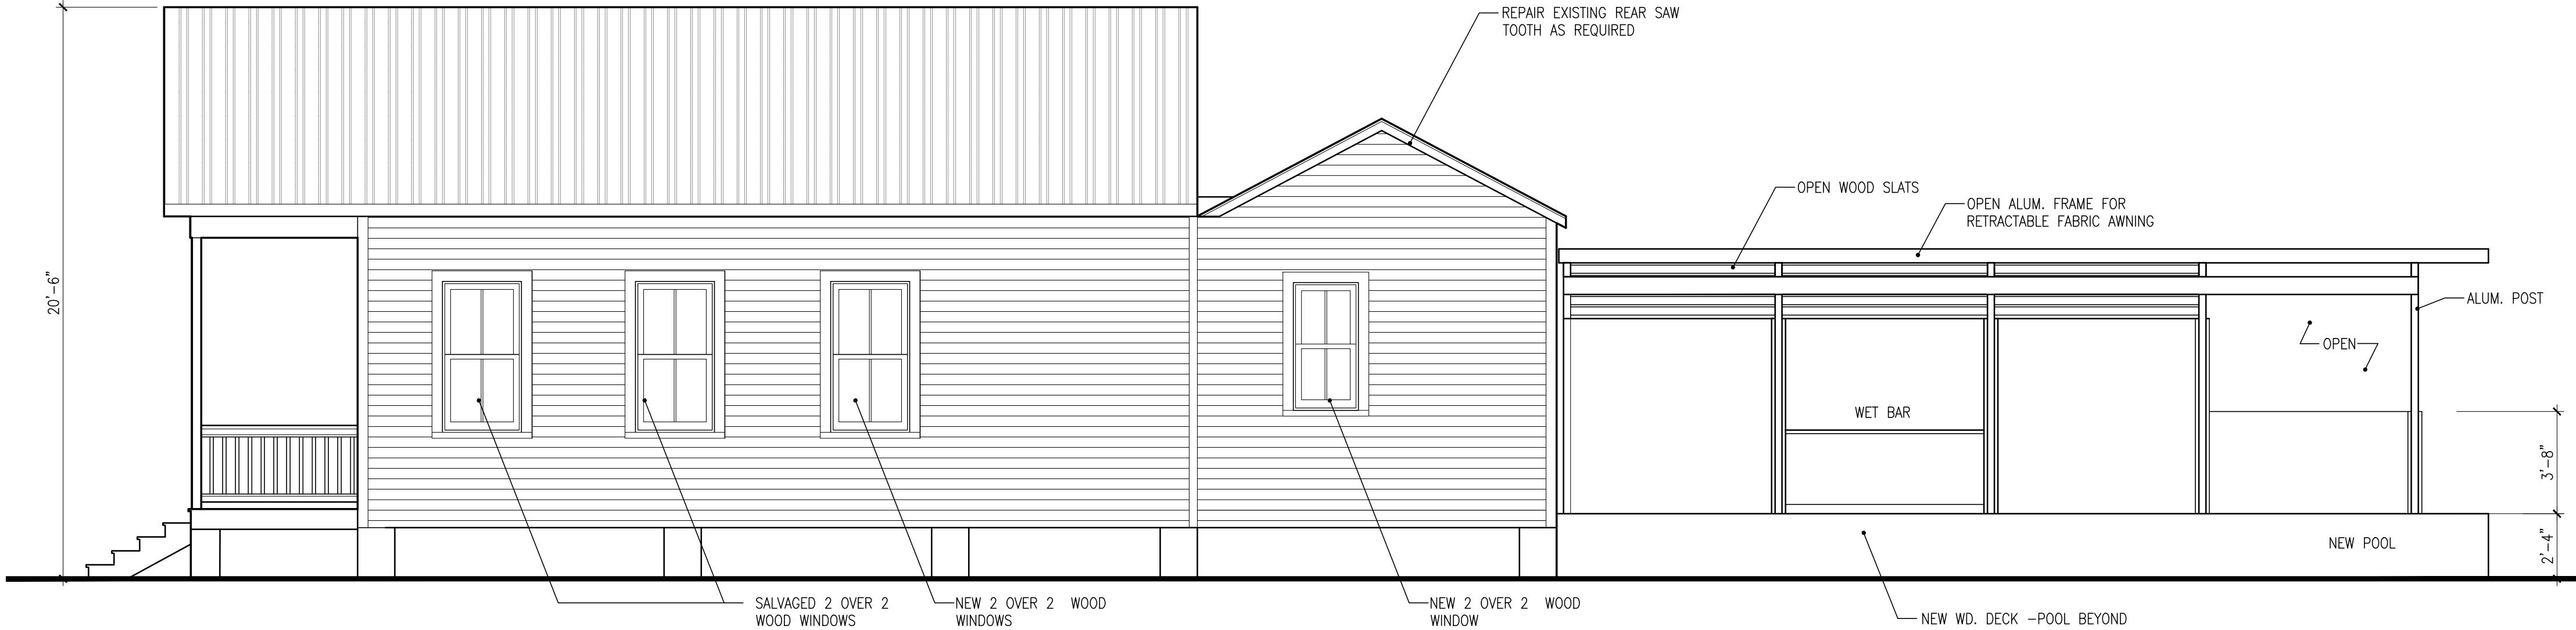 REPAIR EXISTING REAR SAW
TOOTH AS REQUIRED
OPEN WOOD SLATS
OPEN ALUM. FRAME FOR
RETRACTABLE FABRIC AWNING
20'-6"
ALUM. POST
OPEN
WET BAR
3'-8"
NEW POOL
2'-4"
SALVAGED 2 OVER 2
WOOD WINDOWS
NEW 2 OVER 2 WOOD
WINDOWS
NEW 2 OVER 2 WOOD
WINDOW
NEW WD. DECK -POOL BEYOND